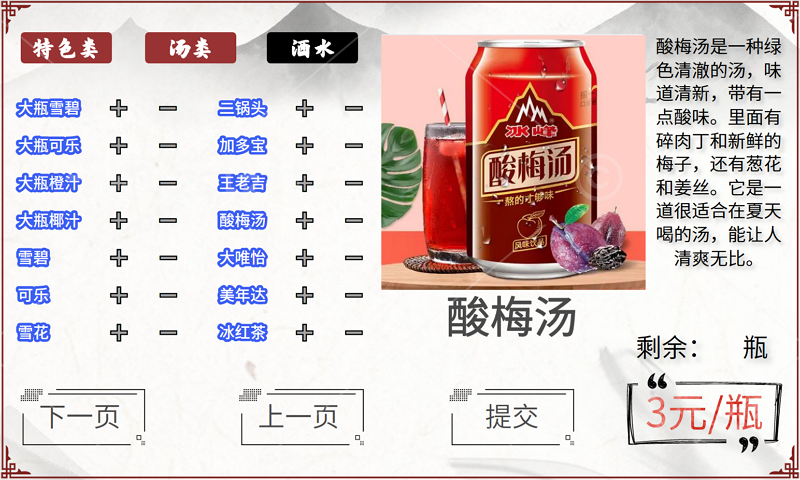 特色类
汤类
酒水
大瓶雪碧
大瓶可乐
大瓶橙汁
大瓶椰汁
雪碧
可乐
雪花
二锅头
加多宝
王老吉
酸梅汤
大唯怡
美年达
冰红茶
冰峰
酸梅汤
熬的才够味
风味饮料
酸梅汤
酸梅汤是一种绿
色清澈的汤，味
道清新，带有一
点酸味。里面有
碎肉丁和新鲜的
梅子，还有葱花
和姜丝。它是一
道很适合在夏天
喝的汤，能让人
清爽无比。
剩余： 瓶
3元/瓶
下一页
上一页
提交